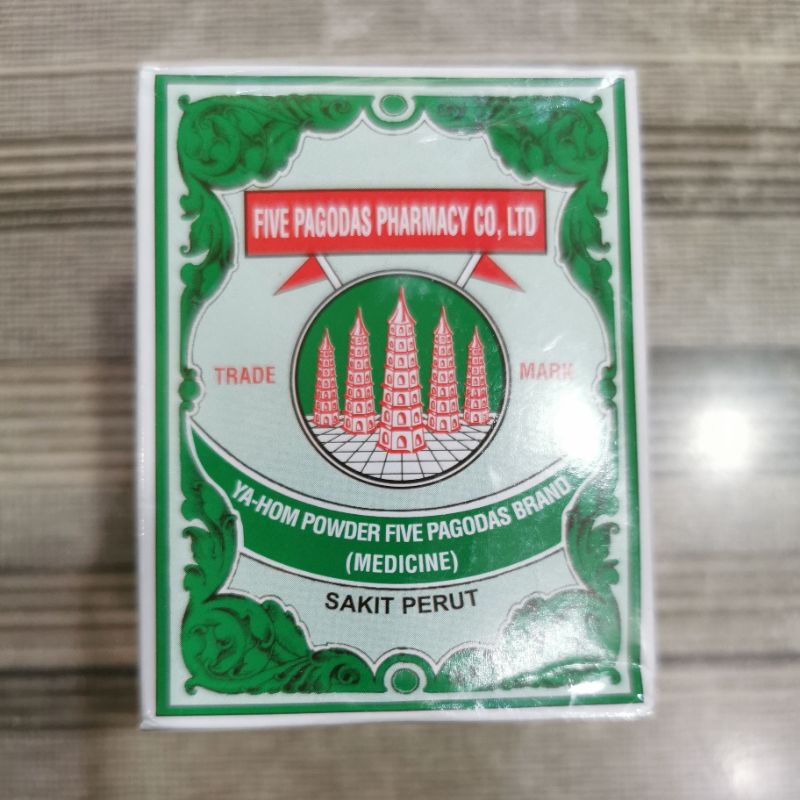 FIVE PAGODAS PHARMACY CO, LTD
TRADE MARK
YA-HOM POWDER FIVE PAGODAS BRAND
(MEDICINE)
SAKIT PERUT